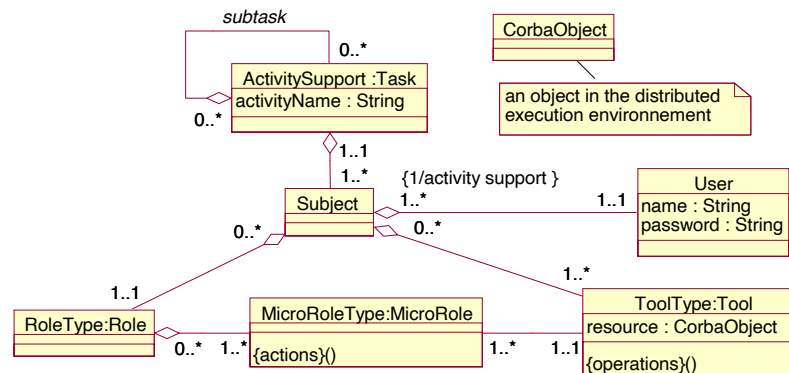 subtask
0..*
CorbaObject
ActivitySupport :Task
activityName : String
0..*
an object in the distributed
execution environnement
1..1
1..*
{1/activity support }
Subject
1..*
1..1
User
name : String
password : String
0..*
0..*
1..1
1..*
RoleType:Role
0..*
1..*
MicroRoleType:MicroRole
{actions}()
1..*
1..1
ToolType:Tool
resource : CorbaObject
{operations}()